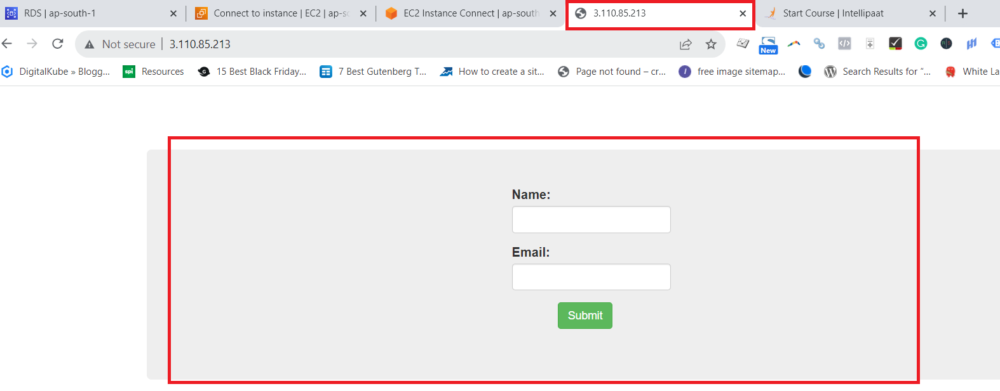 RDS | ap-south-1
Connect to instance | EC2 | ap-so
EC2 Instance Connect | ap-south
3.110.85.213
Start Course | Intellipaat
Not secure | 3.110.85.213
New
DigitalKube » Blogg...
spi
Resources
G
15 Best Black Friday...
7 Best Gutenberg T...
How to create a sit...
Page not found – cr...
I
free image sitemap...
Search Results for “...
White La
Name:
Email:
Submit